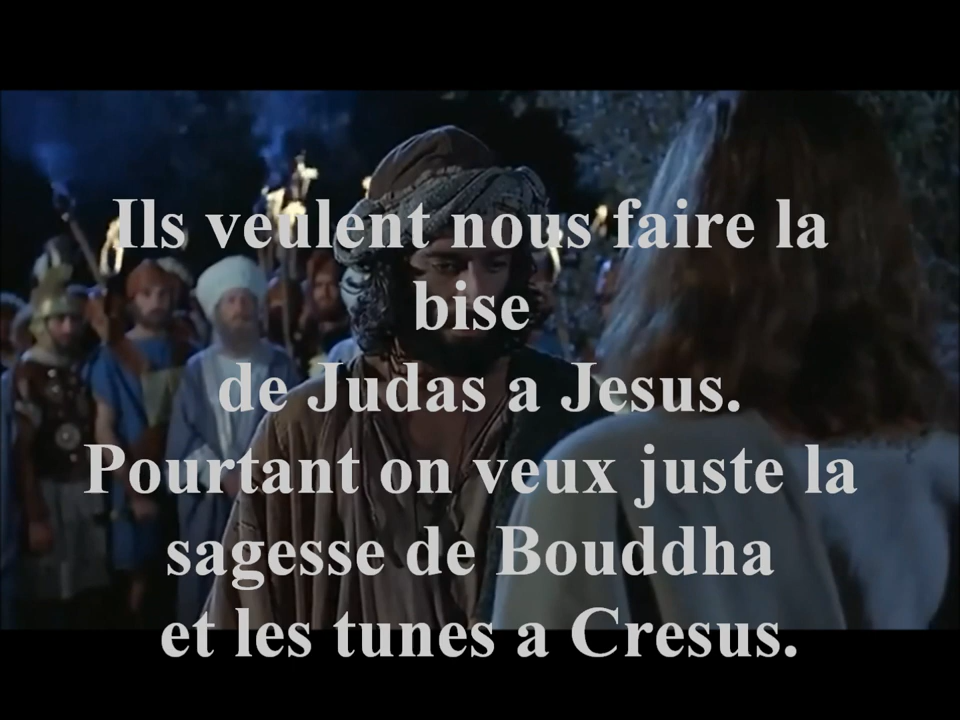 Ils veulent nous faire la
bise
de Judas a Jesus.
Pourtant on veux juste la
sagesse de Bouddha
et les tunes a Cresus.